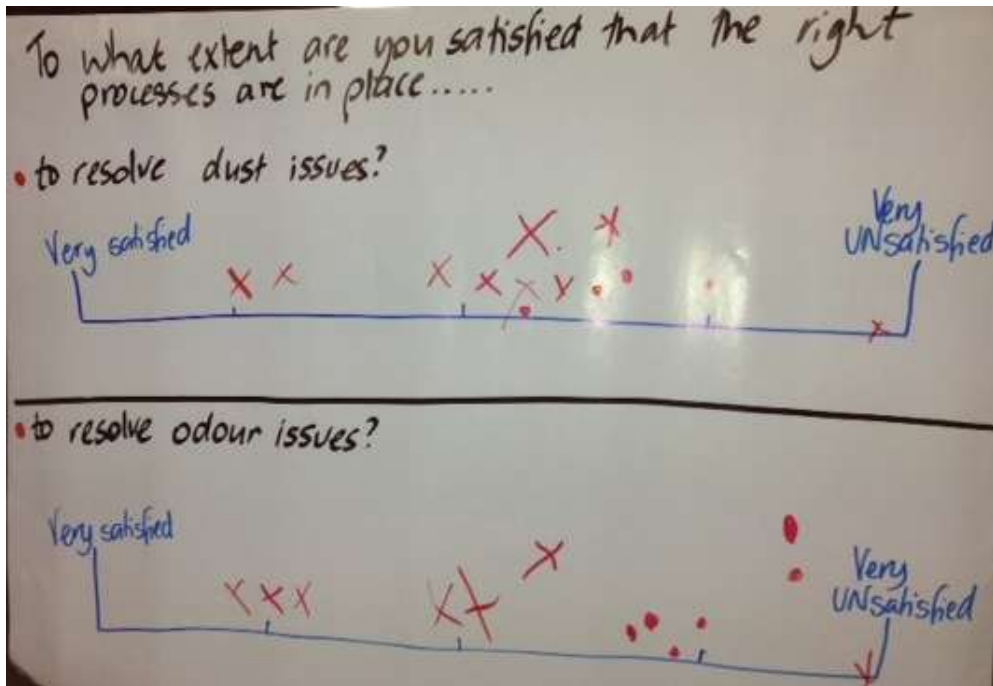 To what extent are you satisfied that the right
processes are in place.....
• to resolve dust issues?
Very satisfied
Very
UNsatisfied
• to resolve odour issues?
Very satisfied
Very
UNsatisfied